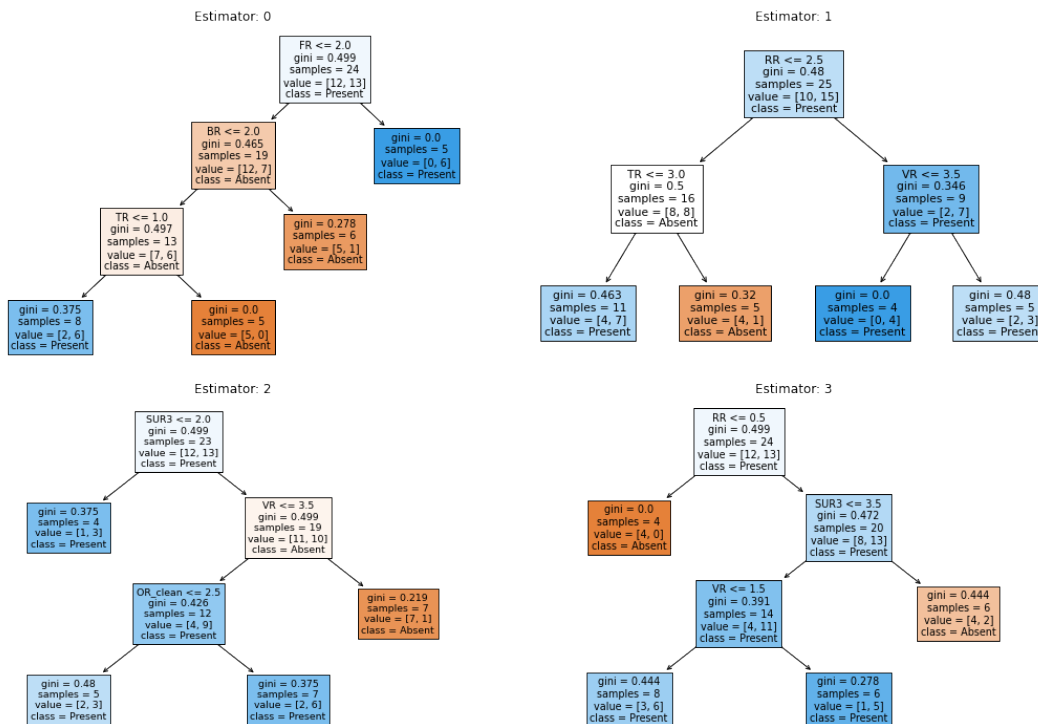 Estimator: 0
FR <= 2.0
gini = 0.499
samples = 24
value = [12, 13]
class = Present
BR <= 2.0
gini = 0.465
samples = 19
value = [12, 7]
class = Absent
gini = 0.0
samples = 5
value = [0, 6]
class = Present
TR <= 1.0
gini = 0.497
samples = 13
value = [7, 6]
class = Absent
gini = 0.278
samples = 6
value = [5, 1]
class = Absent
gini = 0.375
samples = 8
value = [2, 6]
class = Present
gini = 0.0
samples = 5
value = [5, 0]
class = Absent
Estimator: 1
RR <= 2.5
gini = 0.48
samples = 25
value = [10, 15]
class = Present
TR <= 3.0
gini = 0.5
samples = 16
value = [8, 8]
class = Absent
VR <= 3.5
gini = 0.346
samples = 9
value = [2, 7]
class = Present
gini = 0.463
samples = 11
value = [4, 7]
class = Present
gini = 0.32
samples = 5
value = [4, 1]
class = Absent
gini = 0.0
samples = 4
value = [0, 4]
class = Present
gini = 0.48
samples = 5
value = [2, 3]
class = Present
Estimator: 2
SUR3 <= 2.0
gini = 0.499
samples = 23
value = [12, 13]
class = Present
gini = 0.375
samples = 4
value = [1, 3]
class = Present
VR <= 3.5
gini = 0.499
samples = 19
value = [11, 10]
class = Absent
OR_clean <= 2.5
gini = 0.426
samples = 12
value = [4, 9]
class = Present
gini = 0.219
samples = 7
value = [7, 1]
class = Absent
gini = 0.48
samples = 5
value = [2, 3]
class = Present
gini = 0.375
samples = 7
value = [2, 6]
class = Present
Estimator: 3
RR <= 0.5
gini = 0.499
samples = 24
value = [12, 13]
class = Present
gini = 0.0
samples = 4
value = [4, 0]
class = Absent
SUR3 <= 3.5
gini = 0.472
samples = 20
value = [8, 13]
class = Present
VR <= 1.5
gini = 0.391
samples = 14
value = [4, 11]
class = Present
gini = 0.444
samples = 6
value = [4, 2]
class = Absent
gini = 0.444
samples = 8
value = [3, 6]
class = Present
gini = 0.278
samples = 6
value = [1, 5]
class = Present